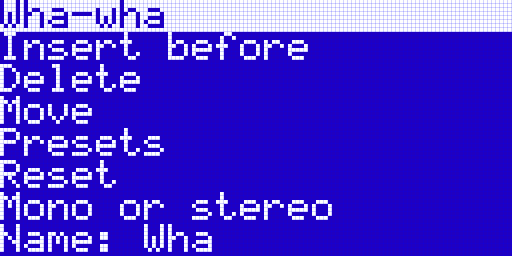 Wha-wha
Insert before
Delete
Move
Presets
Reset
Mono or stereo
Name: Wha